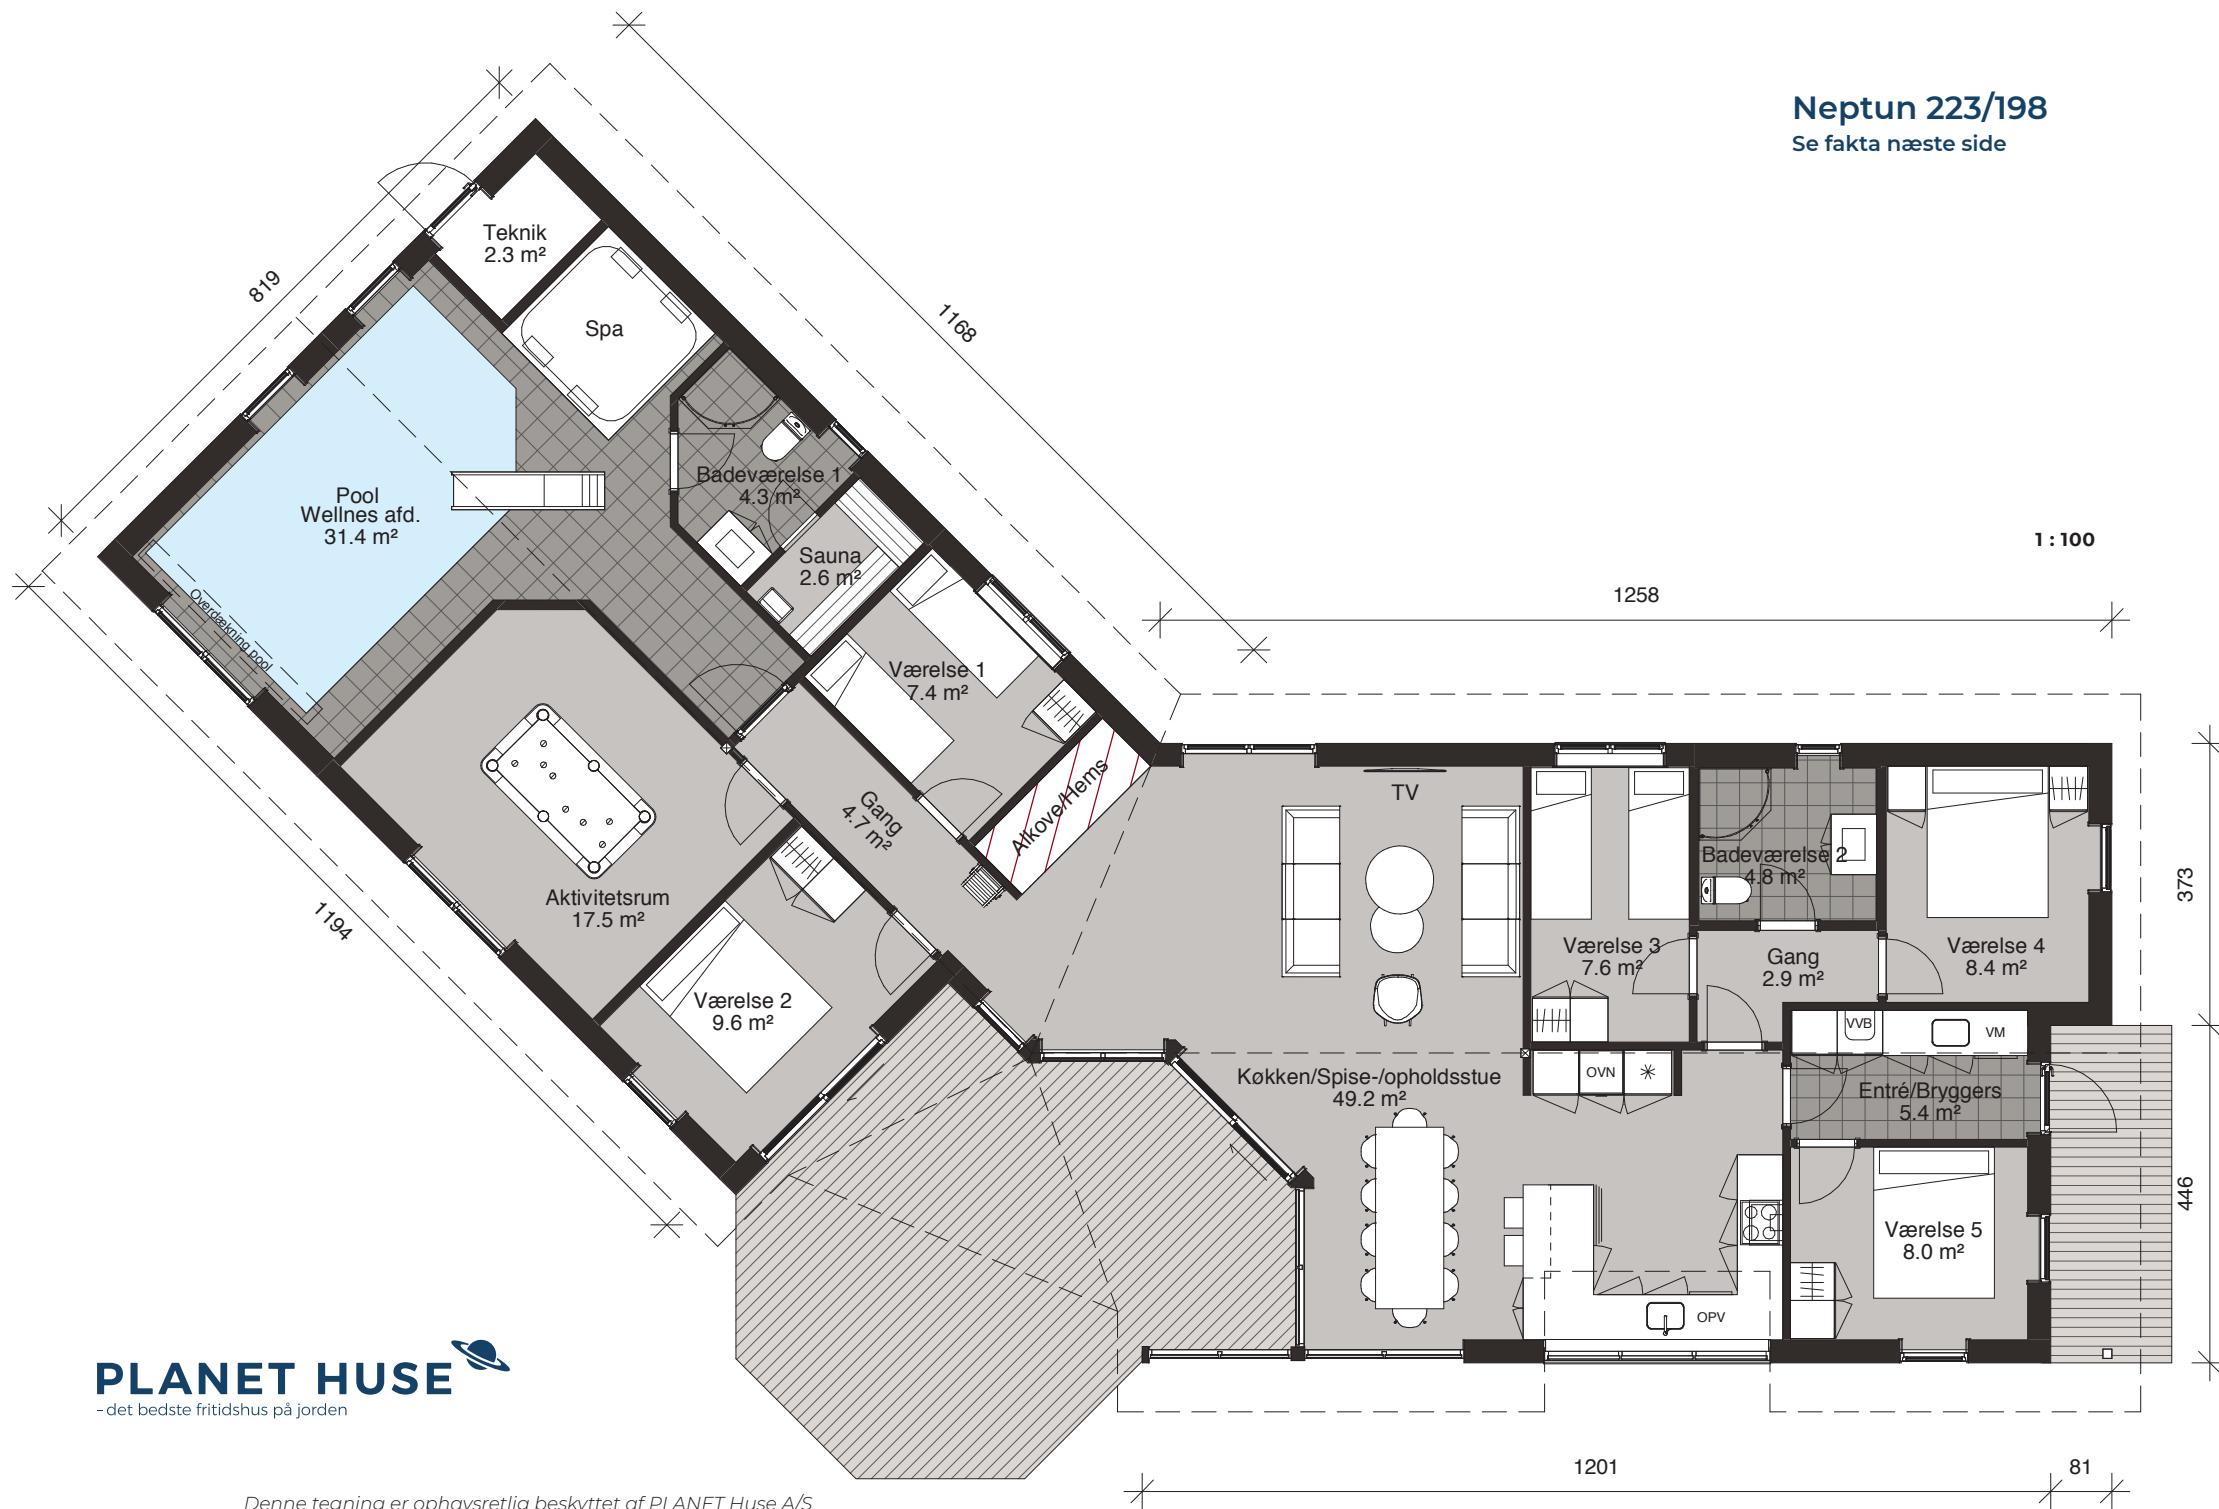 Neptun 223/198
Se fakta næste side
1 : 100
819
1168
1258
1194
373
446
1201
81
Teknik
2.3 m²
Spa
Pool
Wellnes afd.
31.4 m²
Overdækning pool
Badeværelse 1
4.3 m²
Sauna
2.6 m²
Værelse 1
7.4 m²
Gang
4.7 m²
Alkove/Hems
Aktivitetsrum
17.5 m²
Værelse 2
9.6 m²
TV
Køkken/Spise-/opholdsstue
49.2 m²
Værelse 3
7.6 m²
Badeværelse 2
4.8 m²
Værelse 4
8.4 m²
Gang
2.9 m²
VVB
VM
OVN
Entré/Bryggers
5.4 m²
Værelse 5
8.0 m²
OPV
PLANET HUSE
- det bedste fritidshus på jorden
Denne tegning er ophavsretlig beskyttet af PLANET Huse A/S